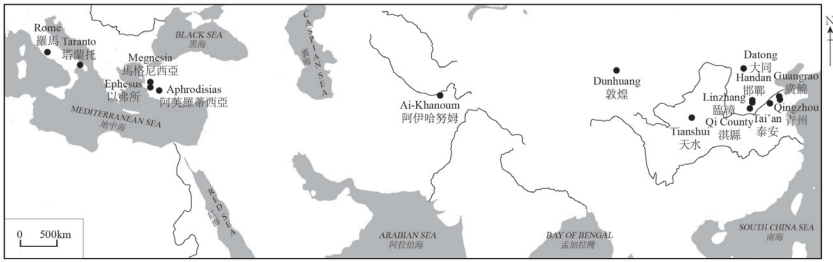 Rome
羅馬
Taranto
塔蘭托
BLACK SEA
黑海
CASPIAN SEA
裏海
N
Megnesia
馬格尼西亞
Ephesus
以弗所
Aphrodisias
阿芙羅蒂西亞
MEDITERRANEAN SEA
地中海
RED SEA
紅海
Ai-Khanoum
阿伊哈努姆
Dunhuang
敦煌
Datong
大同
Handan
邯鄲
Guangrao
廣饒
Linzhang
臨漳
Qingzhou
青州
Qi County
淇縣
Tai'an
泰安
Tianshui
天水
0 500km
ARABIAN SEA
阿拉伯海
BAY OF BENGAL
孟加拉灣
SOUTH CHINA SEA
南海